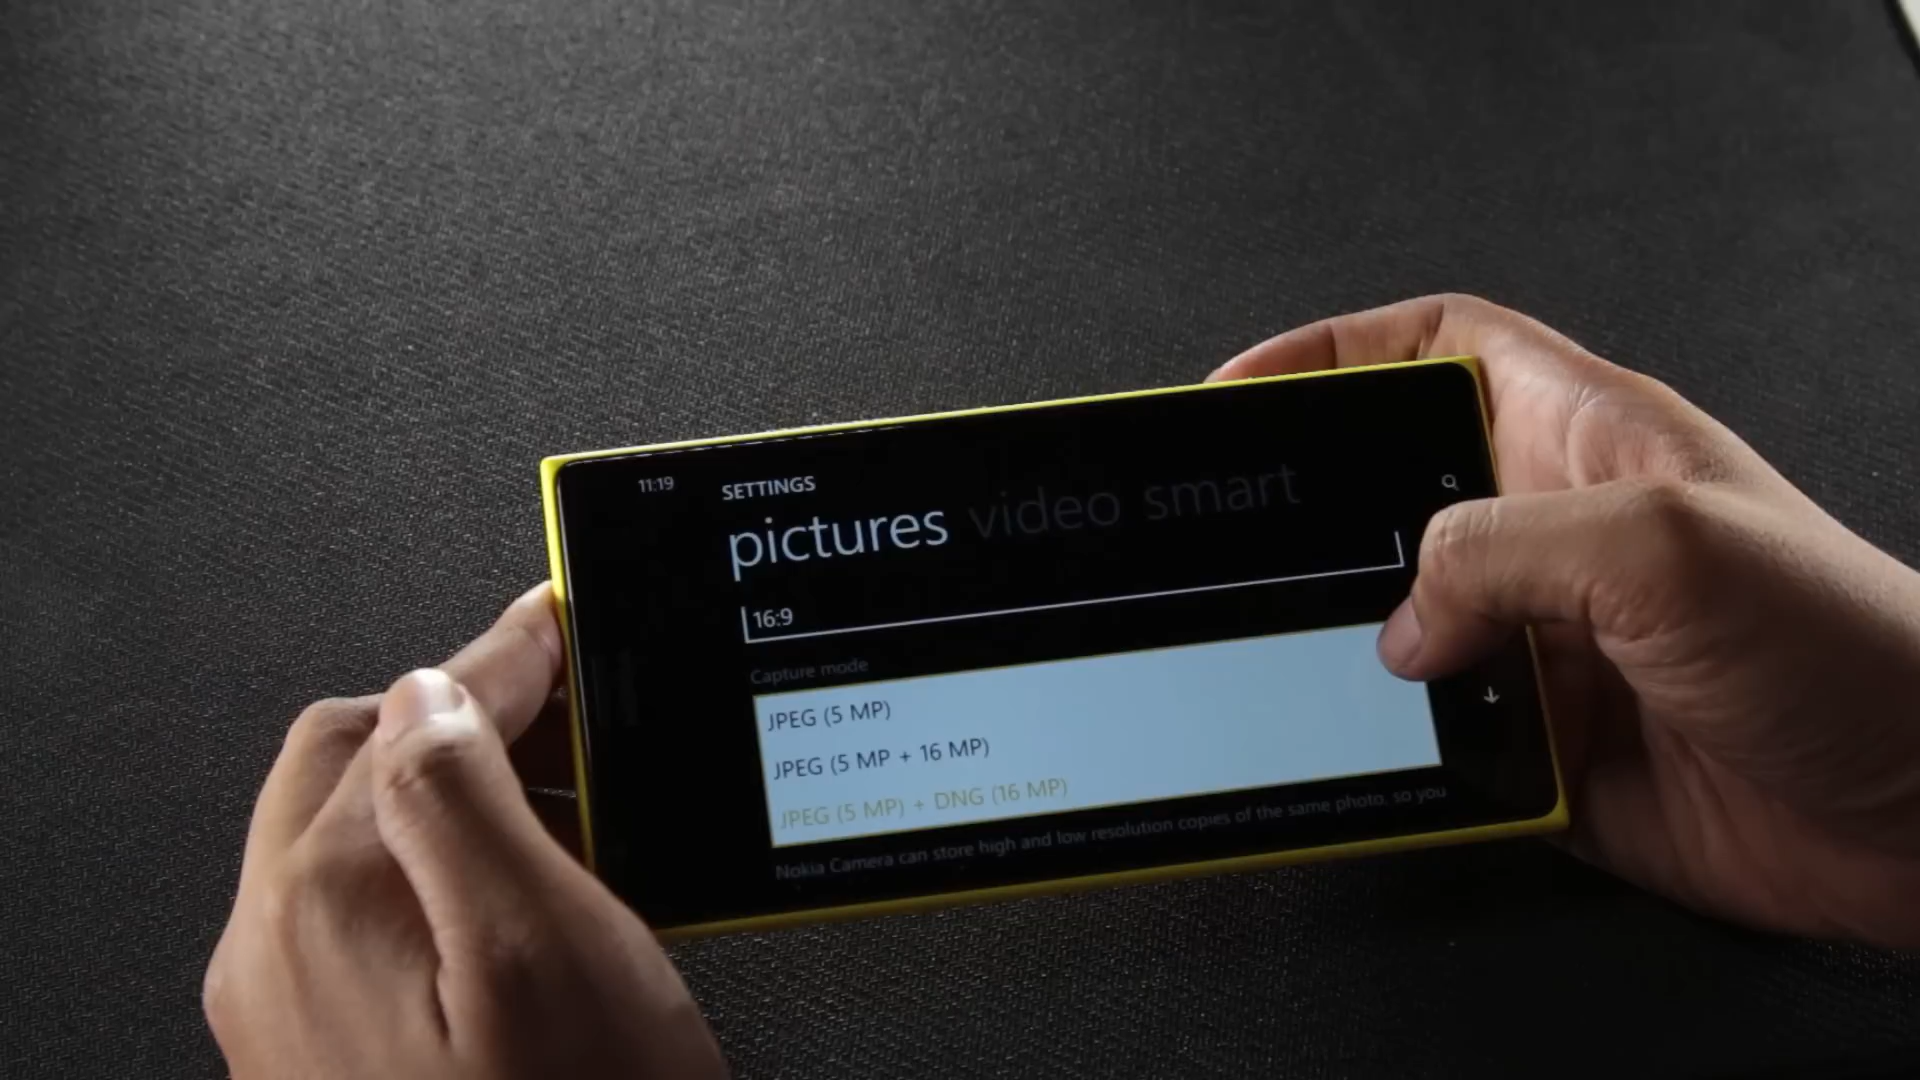 11:19
SETTINGS
pictures video smart
16:9
Capture mode
JPEG (5 MP)
JPEG (5 MP + 16 MP)
JPEG (5 MP) + DNG (16 MP)
Nokia Camera can store high and low resolution copies of the same photo, so you